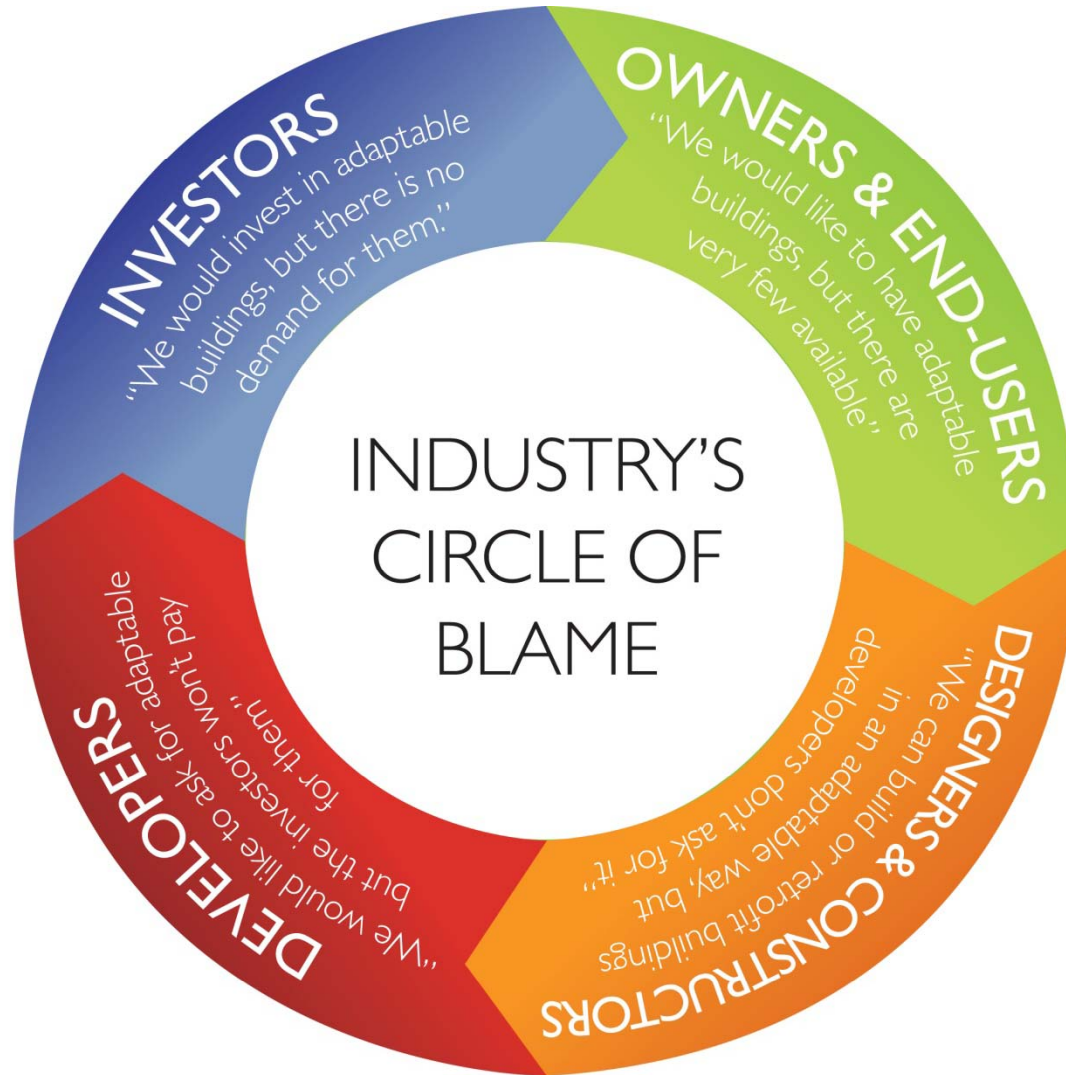 INDUSTRY'S
CIRCLE OF
BLAME
OWNERS & END-USERS
“We would like to have adaptable
buildings, but there are
very few available”
DESIGNERS & CONSTRUCTORS
“We can build or retrofit buildings
in an adaptable way, but
developers don't ask for it”
DEVELOPERS
“We would like to ask for adaptable
but the investors won't pay
for them”
INVESTORS
“We would invest in adaptable
buildings, but there is no
demand for them.”